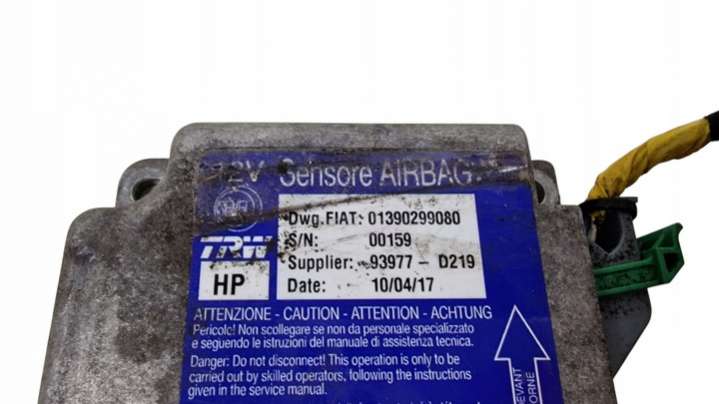 12V Sensore AIRBAG
Dwg.FIAT: 01390299080
S/N: 00159
TRW
Supplier: 93977 - D219
HP
Date: 10/04/17
ATTENZIONE - CAUTION - ATTENTION - ACHTUNG
Pericolo! Non scollegare se non da personale specializzato
e seguendo le istruzioni del manuale di assistenza tecnica.
Danger: Do not disconnect! This operation is only to be
carried out by skilled operators, following the instructions
given in the service manual.
DEVANT